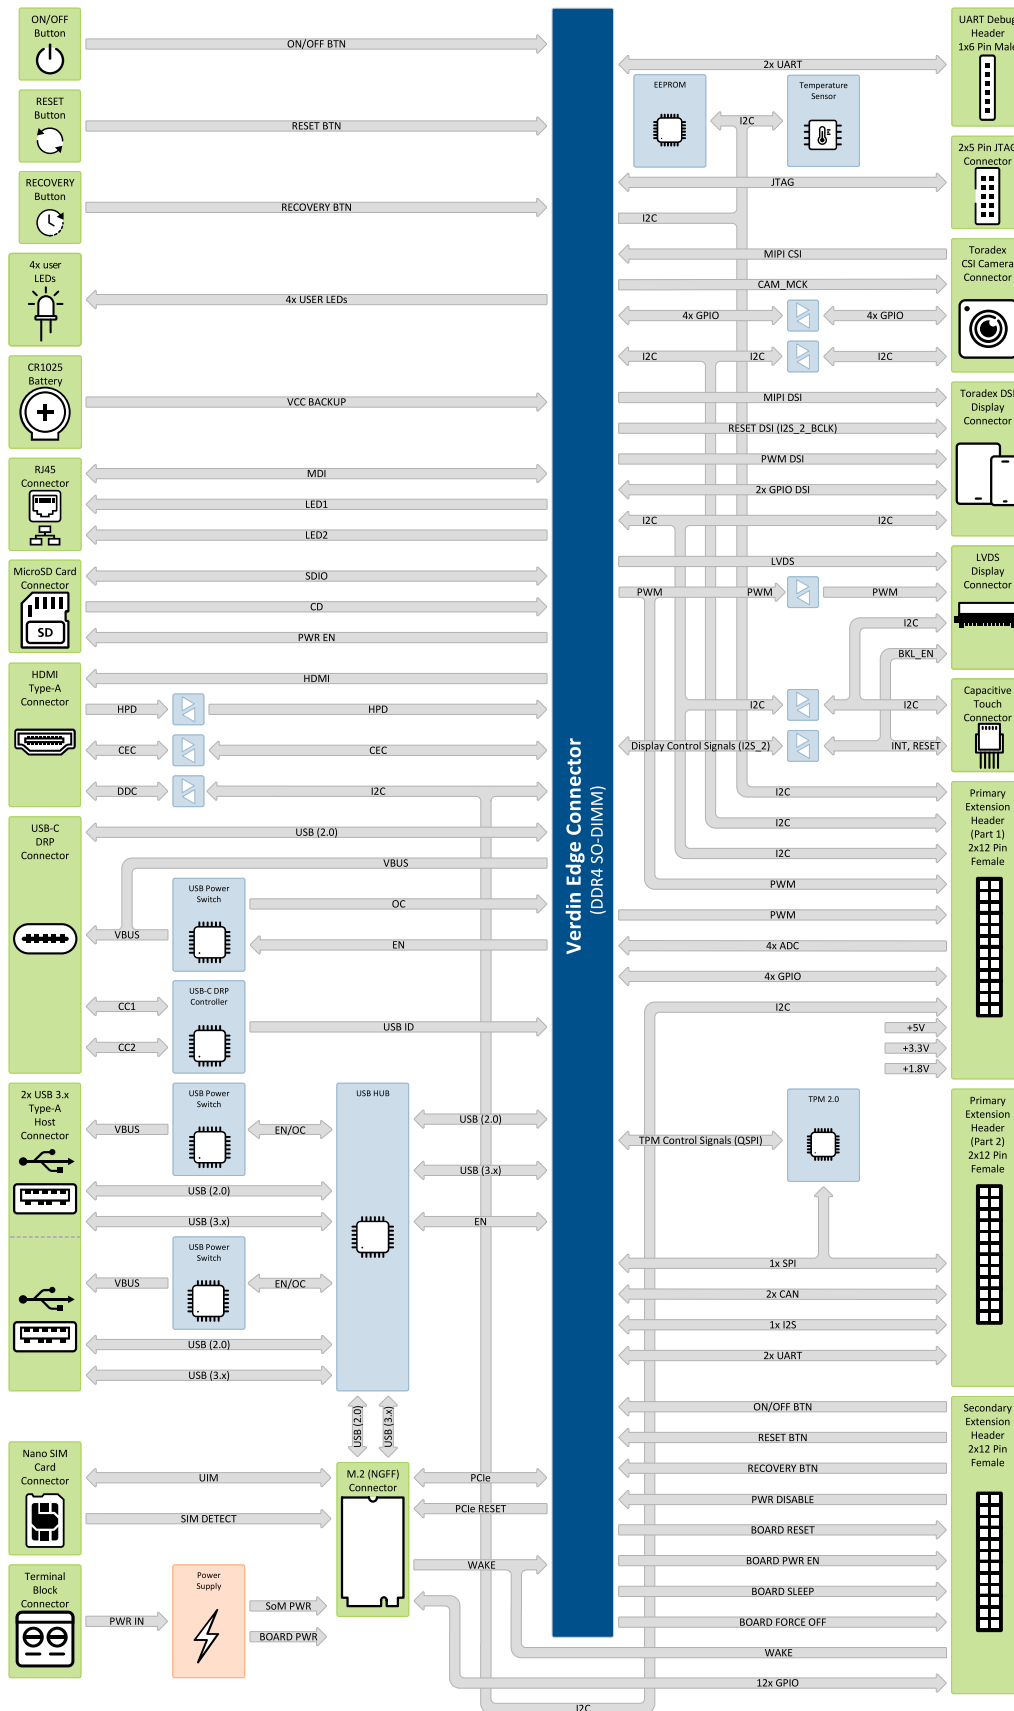 ON/OFF
Button
ON/OFF BTN
RESET
Button
RESET BTN
RECOVERY
Button
RECOVERY BTN
4x user
LEDs
4x USER LEDs
CR1025
Battery
VCC BACKUP
RJ45
Connector
MDI
LED1
LED2
MicroSD Card
Connector
SD
SDIO
CD
PWR EN
HDMI
Type-A
Connector
HDMI
HPD
HPD
CEC
CEC
DDC
I2C
USB-C
DRP
Connector
USB (2.0)
VBUS
USB Power
Switch
OC
VBUS
EN
USB-C DRP
Controller
CC1
CC2
USB ID
2x USB 3.x
Type-A
Host
Connector
USB Power
Switch
VBUS
EN/OC
USB (2.0)
USB (3.x)
USB Power
Switch
VBUS
EN/OC
USB (2.0)
USB (3.x)
USB HUB
USB (2.0)
USB (3.x)
EN
USB (2.0)
USB (3.x)
Nano SIM
Card
Connector
UIM
SIM DETECT
M.2 (NGFF)
Connector
PCIe
PCIe RESET
WAKE
Terminal
Block
Connector
PWR IN
Power
Supply
SoM PWR
BOARD PWR
Verdin Edge Connector
(DDR4 SO-DIMM)
UART Debug
Header
1x6 Pin Male
2x UART
EEPROM
Temperature
Sensor
I2C
2x5 Pin JTAG
Connector
JTAG
I2C
Toradex
CSI Camera
Connector
MIPI CSI
CAM_MCK
4x GPIO
4x GPIO
I2C
I2C
I2C
Toradex DSI
Display
Connector
MIPI DSI
RESET DSI (I2S_2_BCLK)
PWM DSI
2x GPIO DSI
I2C
I2C
LVDS
Display
Connector
LVDS
PWM
PWM
PWM
I2C
BKL_EN
Capacitive
Touch
Connector
I2C
I2C
Display Control Signals (I2S_2)
INT, RESET
Primary
Extension
Header
(Part 1)
2x12 Pin
Female
I2C
I2C
I2C
PWM
PWM
4x ADC
4x GPIO
I2C
+5V
+3.3V
+1.8V
Primary
Extension
Header
(Part 2)
2x12 Pin
Female
TPM 2.0
TPM Control Signals (QSPI)
1x SPI
2x CAN
1x I2S
2x UART
Secondary
Extension
Header
2x12 Pin
Female
ON/OFF BTN
RESET BTN
RECOVERY BTN
PWR DISABLE
BOARD RESET
BOARD PWR EN
BOARD SLEEP
BOARD FORCE OFF
WAKE
12x GPIO
I2C